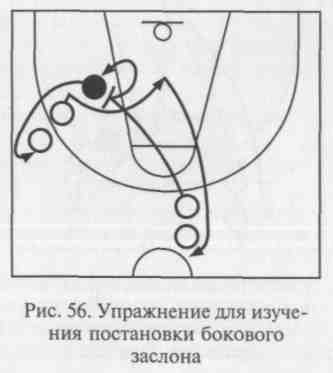 Рис. 56. Упражнение для изуче-
ния постановки бокового
заслона